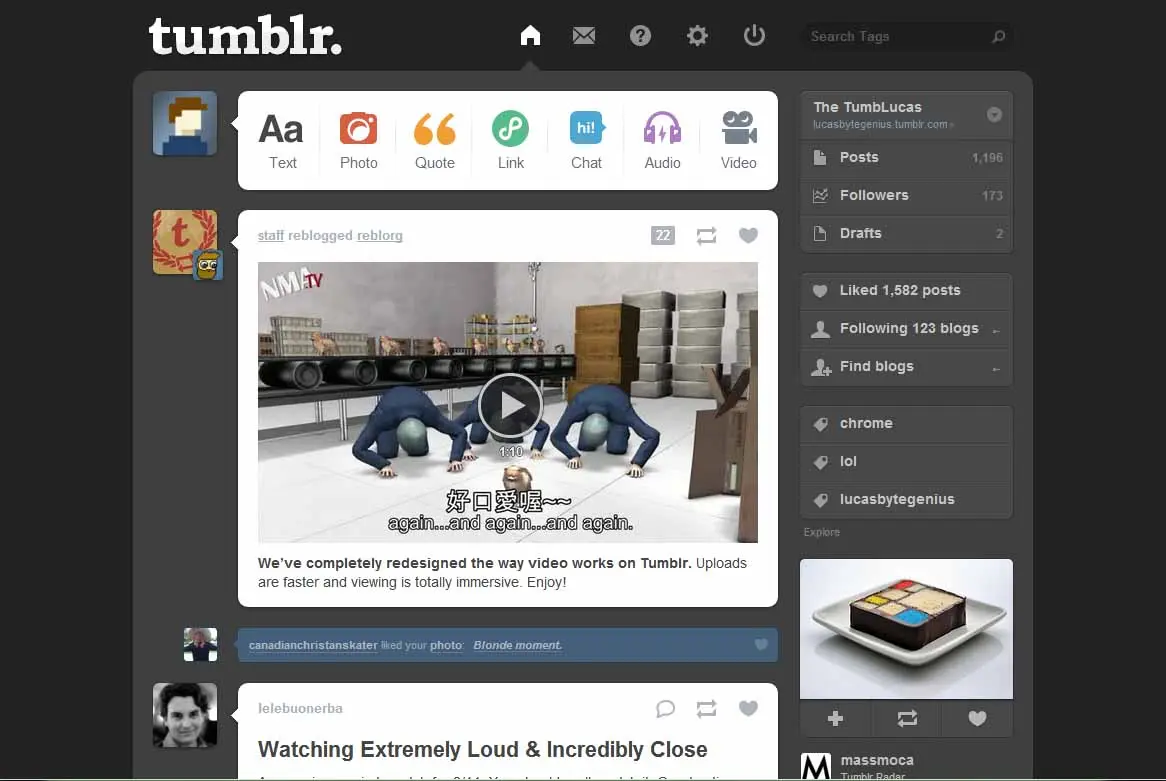 tumblr.
Search Tags
Aa
hi!
Text
Photo
Quote
Link
Chat
Audio
Video
The TumbLucas
lucasbytegenius.tumblr.com
Posts 1,196
Followers 173
Drafts 2
t
staff reblogged reblorg
22
NMA.TV
1:10
好口愛喔~~
again...and again...and again.
We've completely redesigned the way video works on Tumblr. Uploads
are faster and viewing is totally immersive. Enjoy!
Liked 1,582 posts
Following 123 blogs
Find blogs
chrome
lol
lucasbytegenius
Explore
canadianchristanskater liked your photo: Blonde moment.
lelebuonerba
Watching Extremely Loud & Incredibly Close
M
massmoca
Tumblr Radar